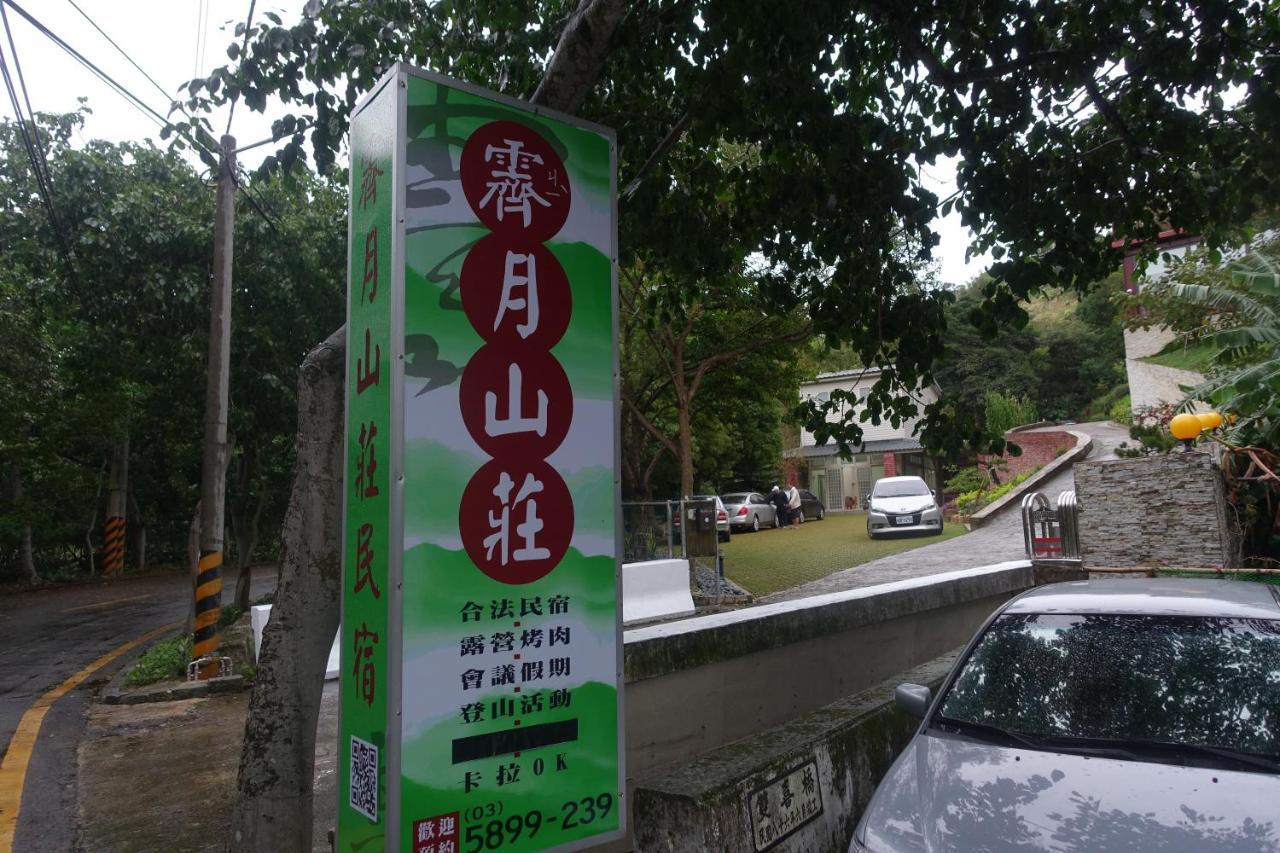 霽月山莊民宿
霽月山莊
合法民宿
露營烤肉
會議假期
登山活動
卡拉OK
歡迎
預約
(03)
5899-239
雙喜橋